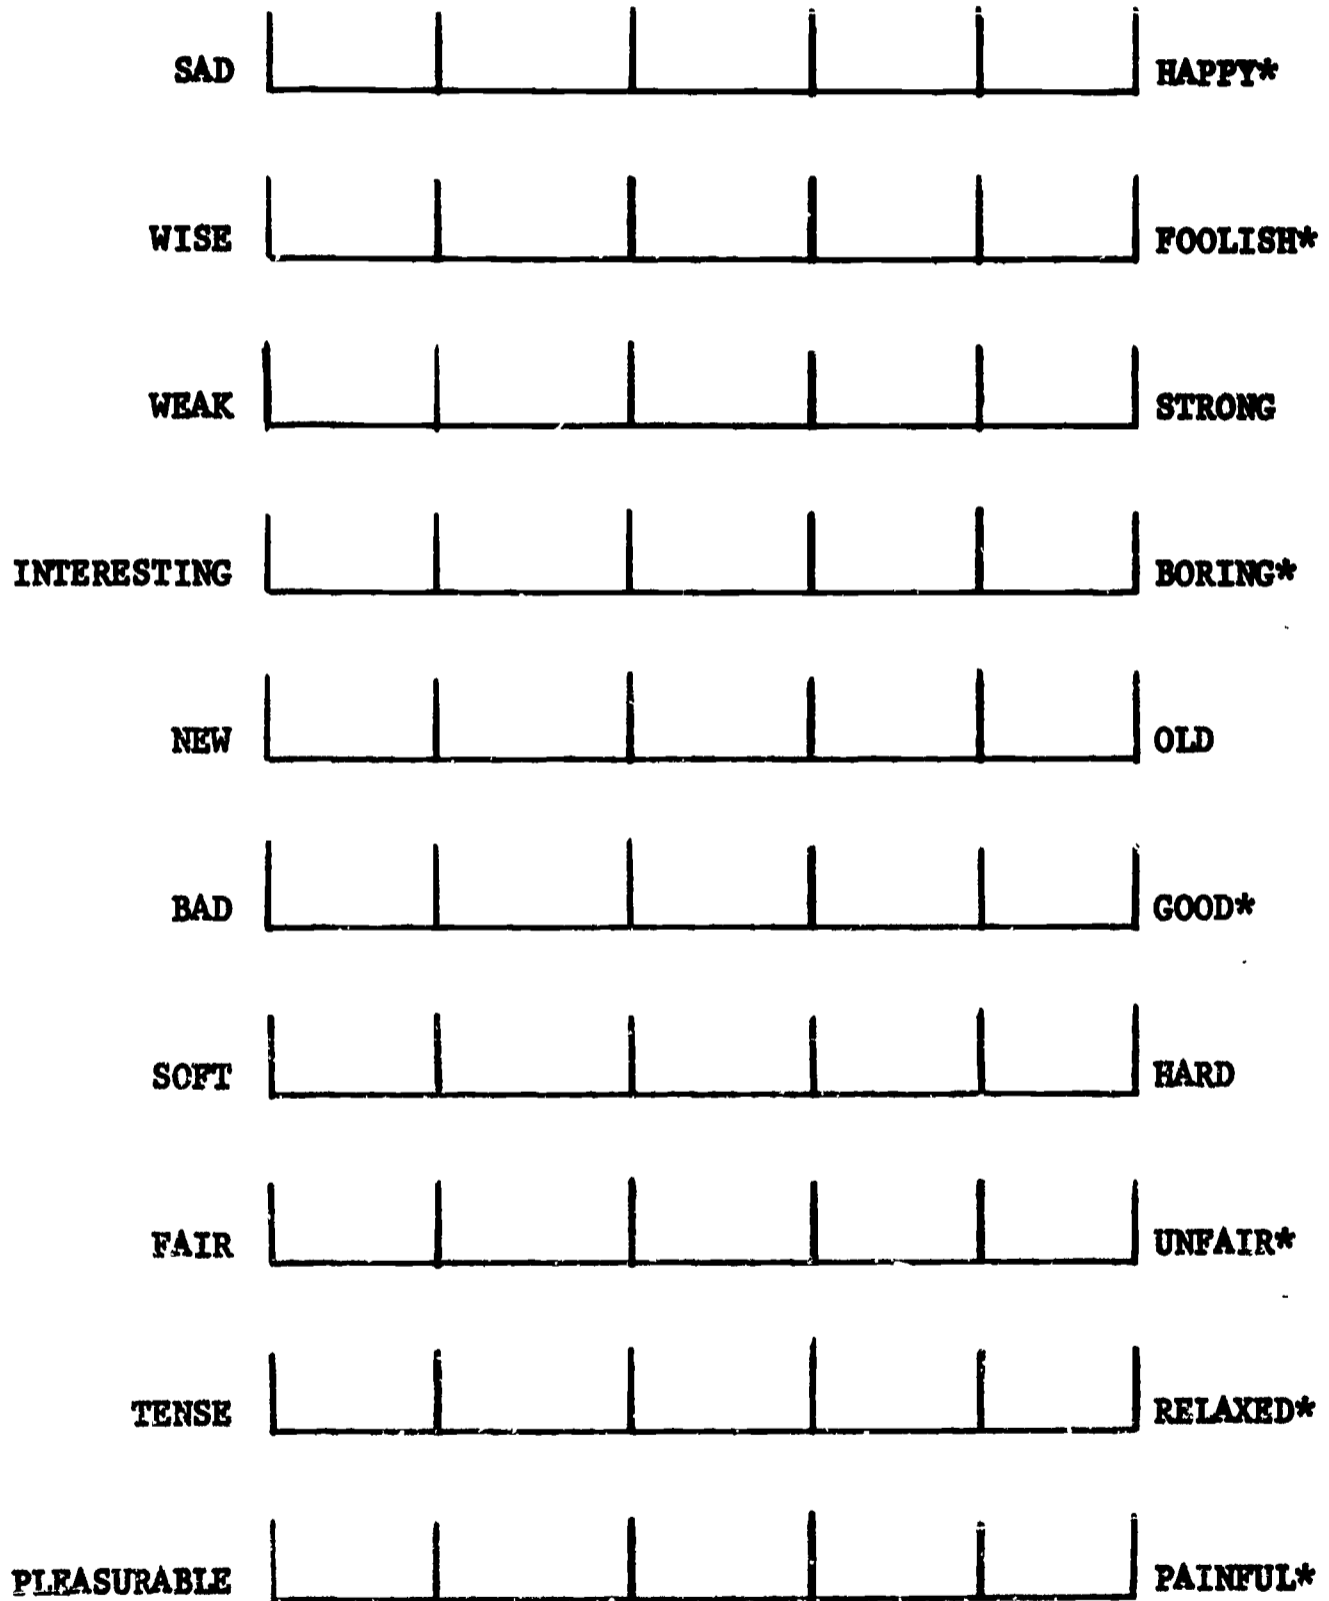 SAD HAPPY*
WISE FOOLISH*
WEAK STRONG
INTERESTING BORING*
NEW OLD
BAD GOOD*
SOFT HARD
FAIR UNFAIR*
TENSE RELAXED*
PLEASURABLE PAINFUL*